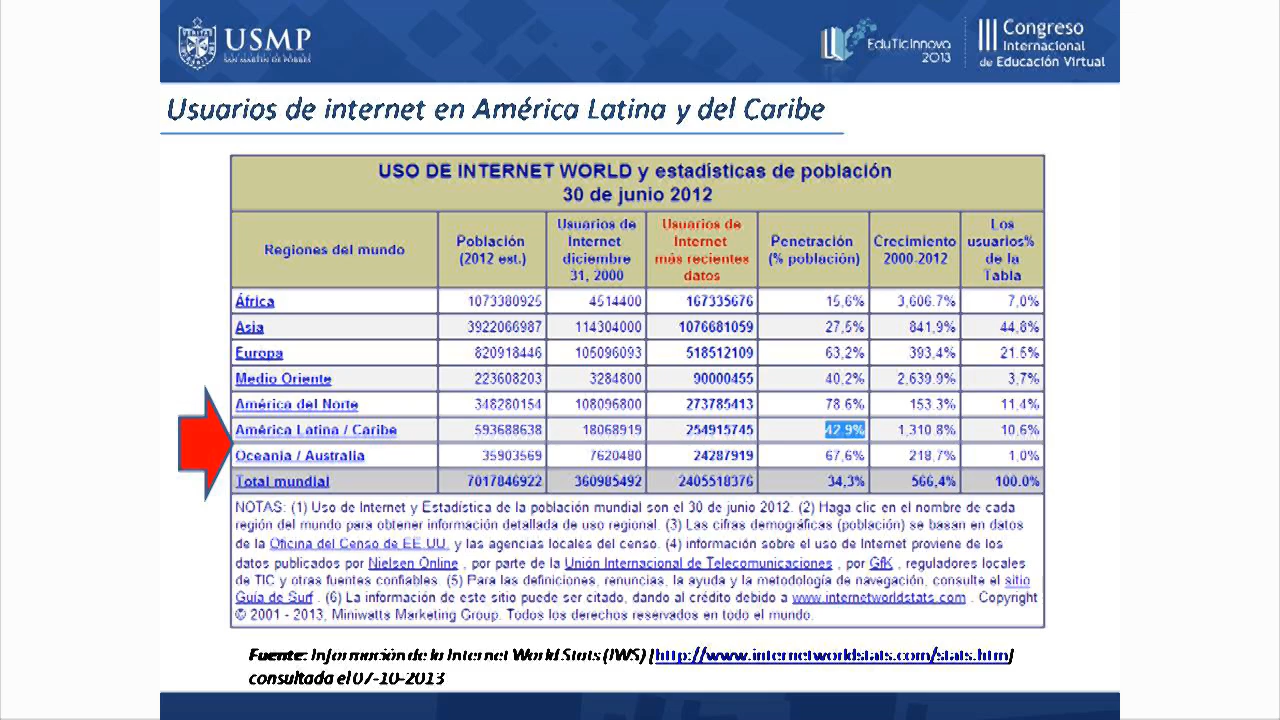 USMP
SAN MARTIN DE PORRES
EduTicInnova
2013
III Congreso
Internacional
de Educación Virtual
Usuarios de internet en América Latina y del Caribe
USO DE INTERNET WORLD y estadísticas de población
30 de junio 2012
Regiones del mundo
Población
(2012 est.)
Usuarios de
Internet
diciembre
31, 2000
Usuarios de
Internet
más recientes
datos
Penetración
(% población)
Crecimiento
2000-2012
Los
usuarios%
de la
Tabla
África 1073380925 4514400 167335676 15,6% 3,606.7% 7,0%
Asia 3922066987 114304000 1076681059 27,5% 841,9% 44,8%
Europa 820918446 105096093 518512109 63,2% 393,4% 21.5%
Medio Oriente 223608203 3284800 90000455 40,2% 2,639.9% 3,7%
América del Norte 348280154 108096800 273785413 78.6% 153.3% 11,4%
América Latina / Caribe 593688638 18068919 254915745 42.9% 1,310.8% 10,6%
Oceanía / Australia 35903569 7620480 24287919 67,6% 218,7% 1.0%
Total mundial 7017846922 360985492 2405518376 34,3% 566,4% 100.0%
NOTAS: (1) Uso de Internet y Estadística de la población mundial son el 30 de junio 2012. (2) Haga clic en el nombre de cada
región del mundo para obtener información detallada de uso regional. (3) Las cifras demográficas (población) se basan en datos
de la Oficina del Censo de EE.UU. y las agencias locales del censo. (4) información sobre el uso de Internet proviene de los
datos publicados por Nielsen Online , por parte de la Unión Internacional de Telecomunicaciones , por GfK , reguladores locales
de TIC y otras fuentes confiables. (5) Para las definiciones, renuncias, la ayuda y la metodología de navegación, consulte el sitio
Guía de Surf . (6) La información de este sitio puede ser citado, dando al crédito debido a www.internetworldstats.com . Copyright
© 2001 - 2013, Miniwatts Marketing Group. Todos los derechos reservados en todo el mundo.
Fuente: Información de la Internet World Stats (IWS) [http://www.internetworldstats.com/stats.htm]
consultada el 07-10-2013